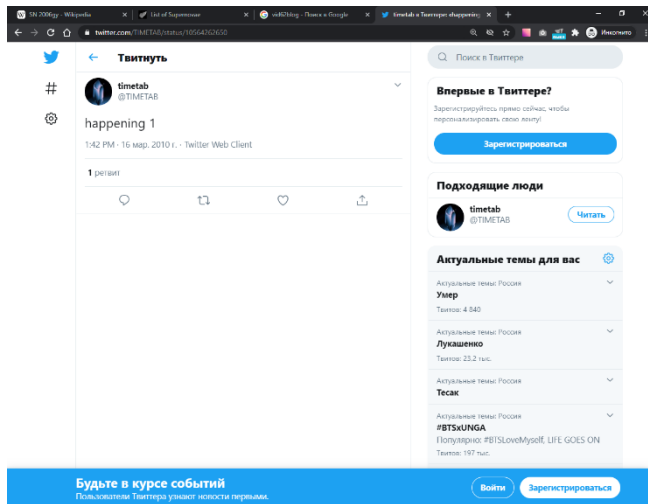 SN 2006gy - Wikipedia
List of Supernovae
vid62blog - Поиск в Google
timetab в Твиттере: «happening
twitter.com/TIMETAB/status/10564262650
Инкогнито
Твитнуть
timetab
@TIMETAB
happening 1
1:42 PM · 16 мар. 2010 г. · Twitter Web Client
1 ретвит
Поиск в Твиттере
Впервые в Твиттере?
Зарегистрируйтесь прямо сейчас, чтобы
персонализировать свою ленту!
Зарегистрироваться
Подходящие люди
timetab
@TIMETAB
Читать
Актуальные темы для вас
Актуальные темы: Россия
Умер
Твитов: 4 840
Актуальные темы: Россия
Лукашенко
Твитов: 23.2 тыс.
Актуальные темы: Россия
Тесак
Актуальные темы: Россия
#BTSxUNGA
Популярно: #BTSLoveMyself, LIFE GOES ON
Твитов: 197 тыс.
Будьте в курсе событий
Пользователи Твиттера узнают новости первыми.
Войти
Зарегистрироваться